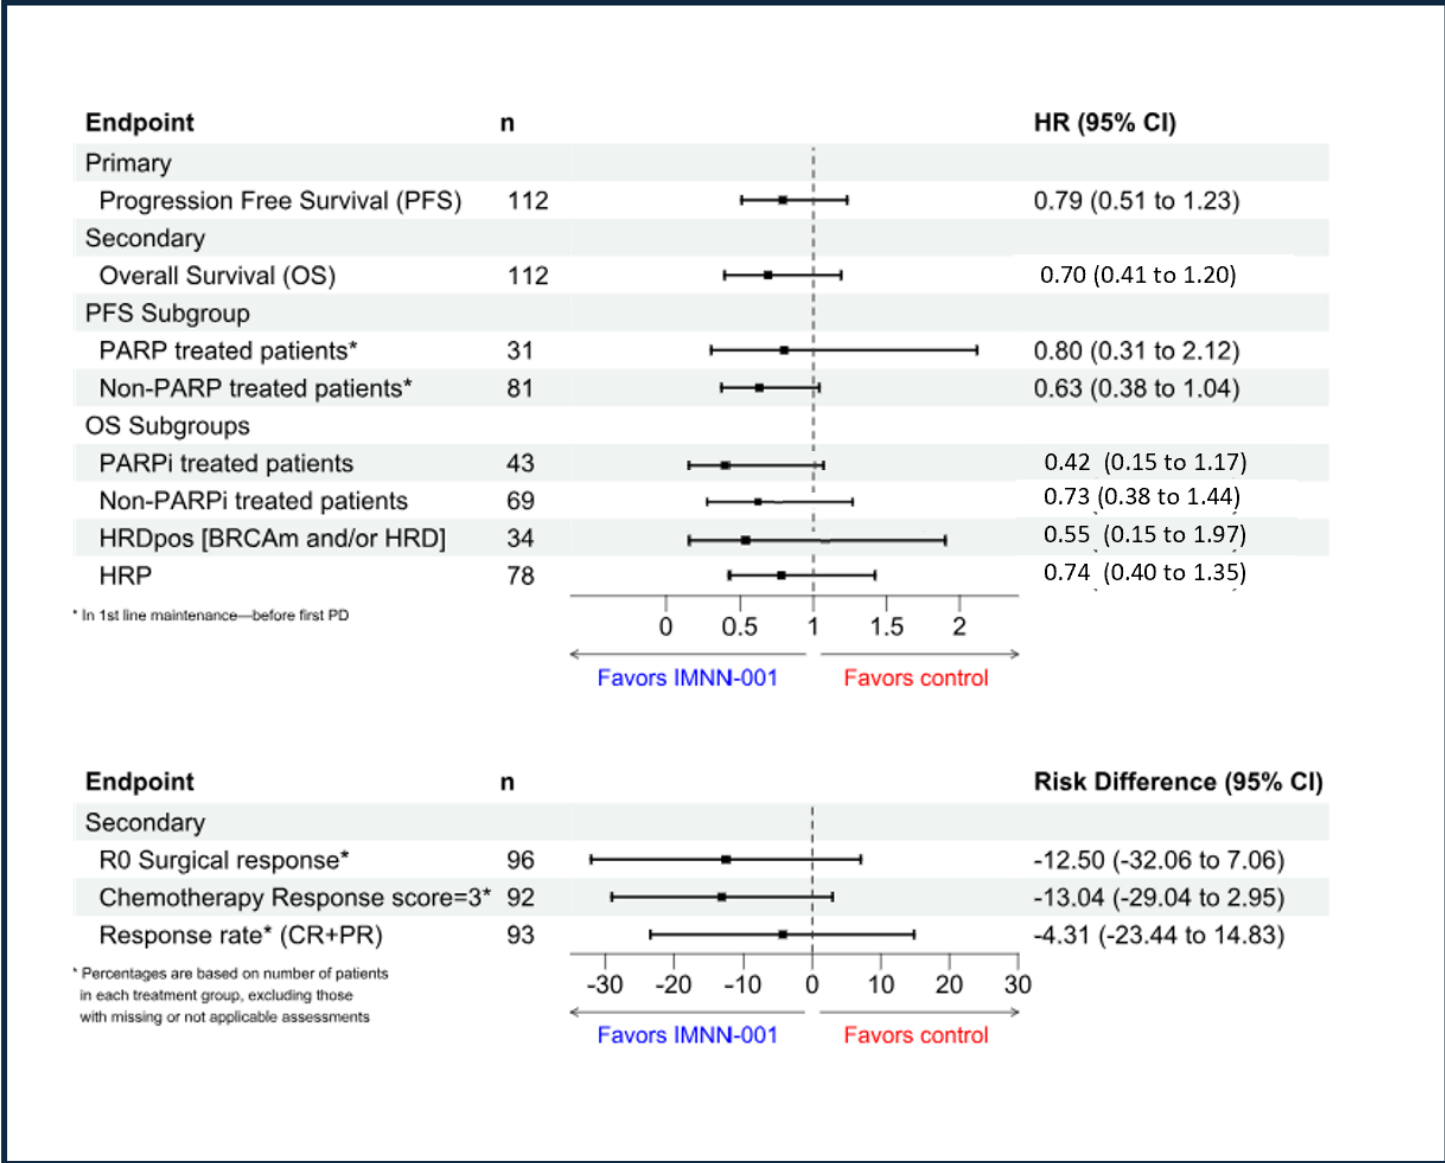 Endpoint n HR (95% CI)
Primary
Progression Free Survival (PFS) 112 0.79 (0.51 to 1.23)
Secondary
Overall Survival (OS) 112 0.70 (0.41 to 1.20)
PFS Subgroup
PARP treated patients* 31 0.80 (0.31 to 2.12)
Non-PARP treated patients* 81 0.63 (0.38 to 1.04)
OS Subgroups
PARPi treated patients 43 0.42 (0.15 to 1.17)
Non-PARPi treated patients 69 0.73 (0.38 to 1.44)
HRDpos [BRCAm and/or HRD] 34 0.55 (0.15 to 1.97)
HRP 78 0.74 (0.40 to 1.35)
* In 1st line maintenance—before first PD
0 0.5 1 1.5 2
Favors IMNN-001 Favors control
Endpoint n Risk Difference (95% CI)
Secondary
R0 Surgical response* 96 -12.50 (-32.06 to 7.06)
Chemotherapy Response score=3* 92 -13.04 (-29.04 to 2.95)
Response rate* (CR+PR) 93 -4.31 (-23.44 to 14.83)
-30 -20 -10 0 10 20 30
* Percentages are based on number of patients
in each treatment group, excluding those
with missing or not applicable assessments
Favors IMNN-001 Favors control